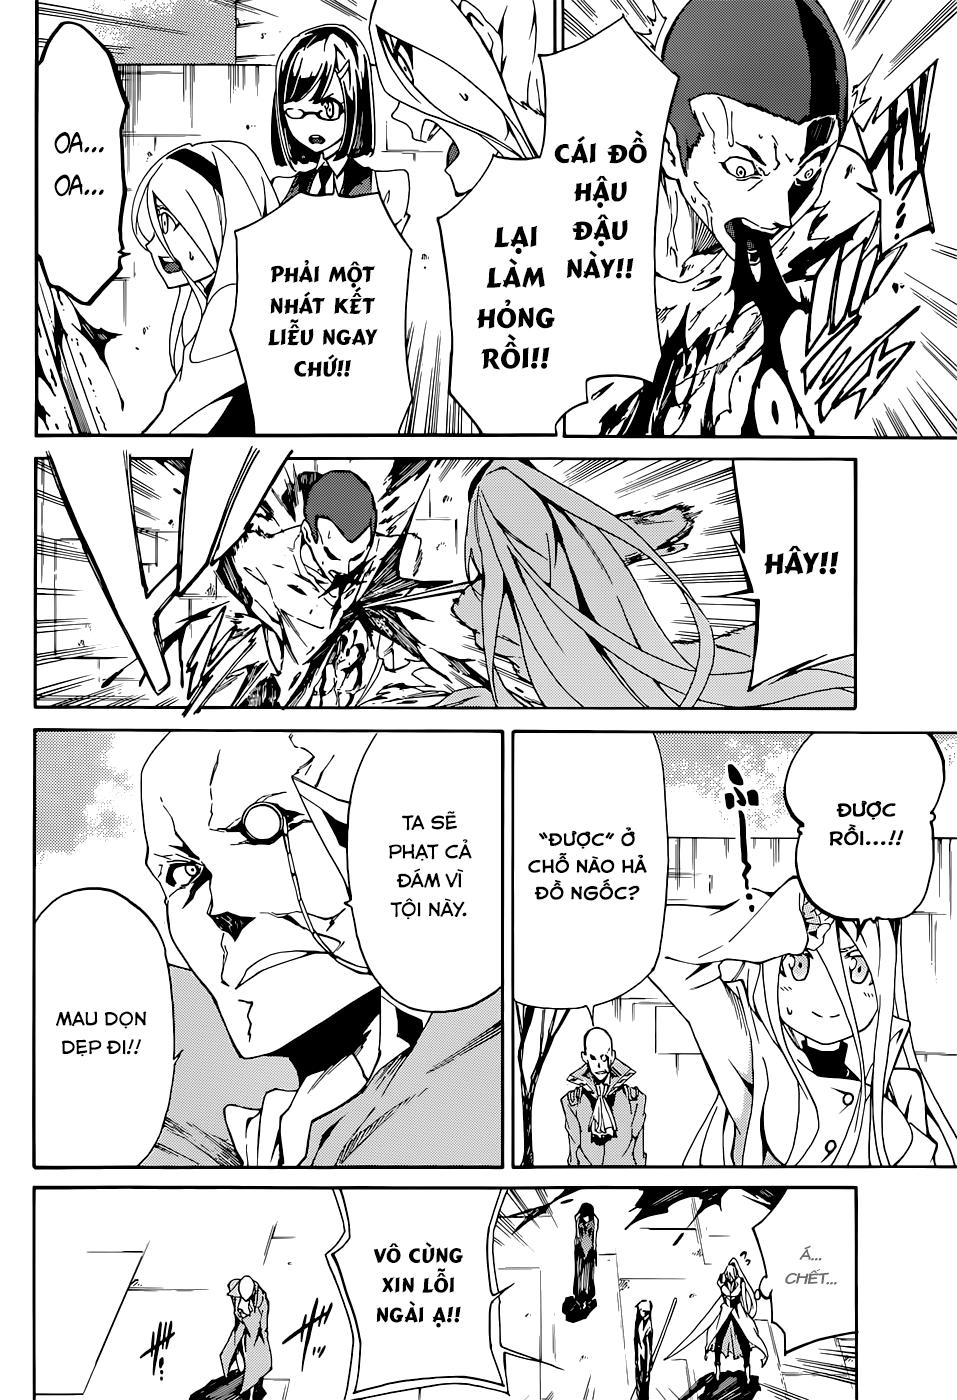 CÁI ĐỒ
HẬU
ĐẬU
NÀY!!
LẠI
LÀM
HỎNG
RỒI!!
PHẢI MỘT
NHÁT KẾT
LIỄU NGAY
CHỨ!!
OA...
OA...
HÂY!!
ĐƯỢC
RỒI...!!
“ĐƯỢC” Ở
CHỖ NÀO HẢ
ĐỒ NGỐC?
TA SẼ
PHẠT CẢ
ĐÁM VÌ
TỘI NÀY.
MAU DỌN
DẸP ĐI!!
Á...
CHẾT...
VÔ CÙNG
XIN LỖI
NGÀI Ạ!!